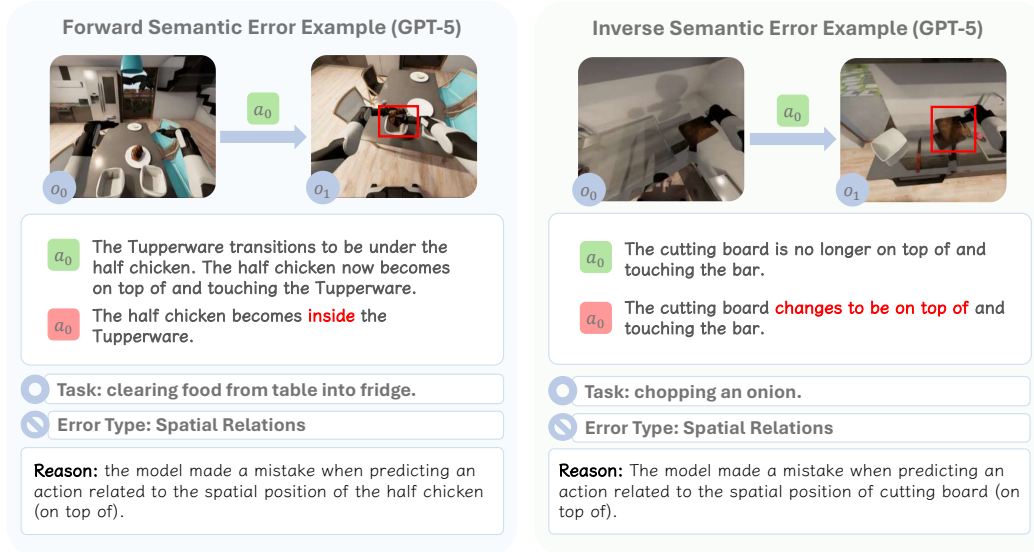 Forward Semantic Error Example (GPT-5)
a₀
o₀
o₁
a₀
The Tupperware transitions to be under the
half chicken. The half chicken now becomes
on top of and touching the Tupperware.
a₀
The half chicken becomes inside the
Tupperware.
Task: clearing food from table into fridge.
Error Type: Spatial Relations
Reason: the model made a mistake when predicting an
action related to the spatial position of the half chicken
(on top of).
Inverse Semantic Error Example (GPT-5)
a₀
o₀
o₁
a₀
The cutting board is no longer on top of and
touching the bar.
a₀
The cutting board changes to be on top of and
touching the bar.
Task: chopping an onion.
Error Type: Spatial Relations
Reason: The model made a mistake when predicting an
action related to the spatial position of cutting board (on
top of).